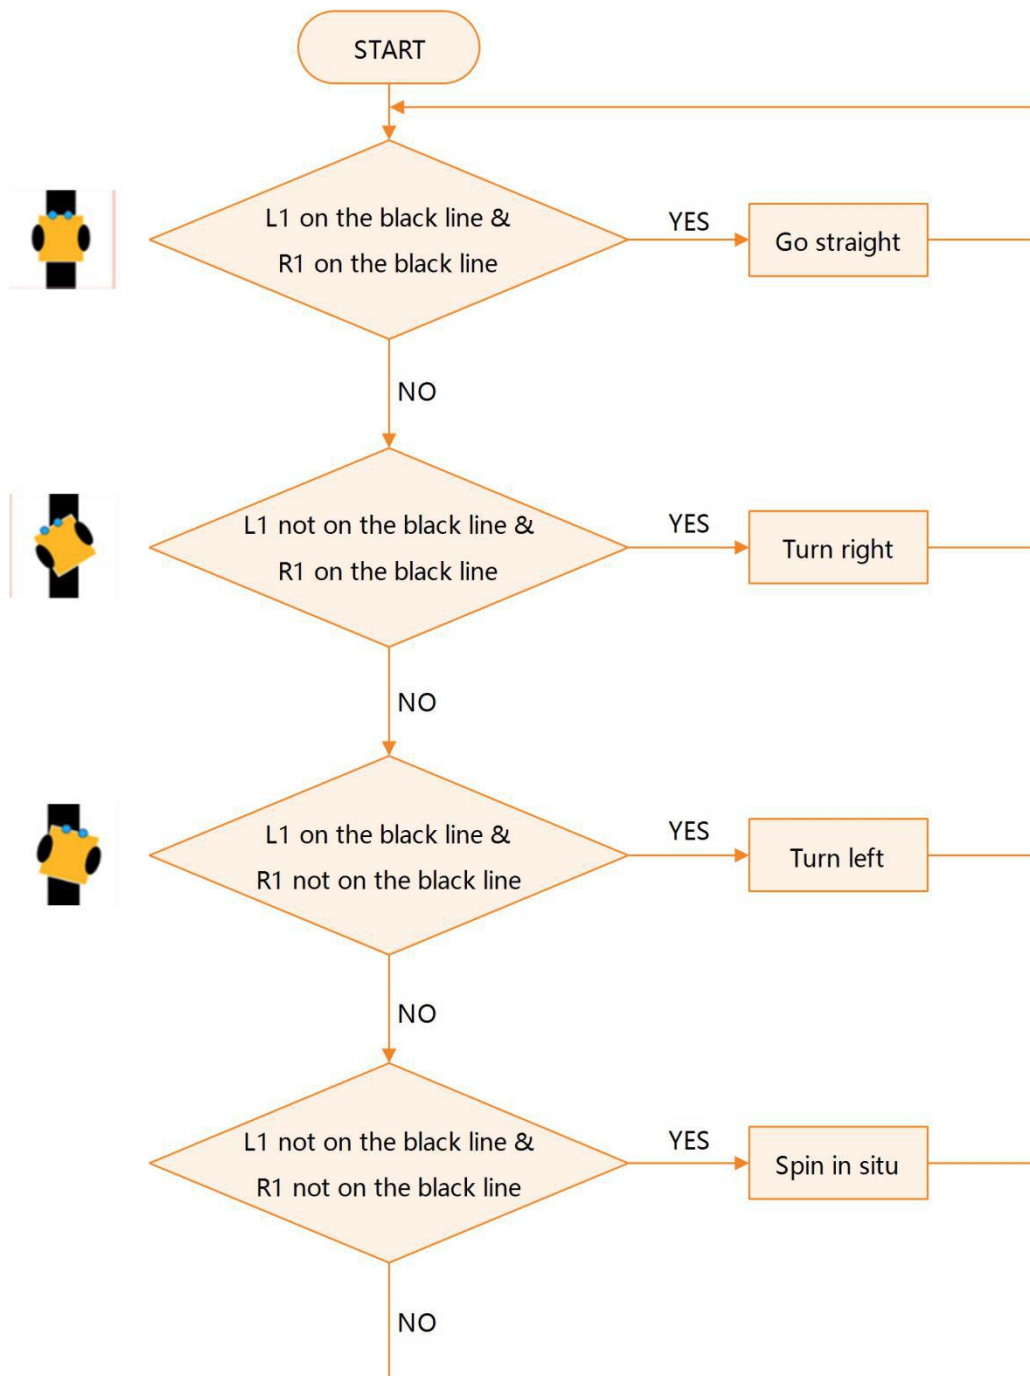 START
L1 on the black line &
R1 on the black line
YES
Go straight
NO
L1 not on the black line &
R1 on the black line
YES
Turn right
NO
L1 on the black line &
R1 not on the black line
YES
Turn left
NO
L1 not on the black line &
R1 not on the black line
YES
Spin in situ
NO